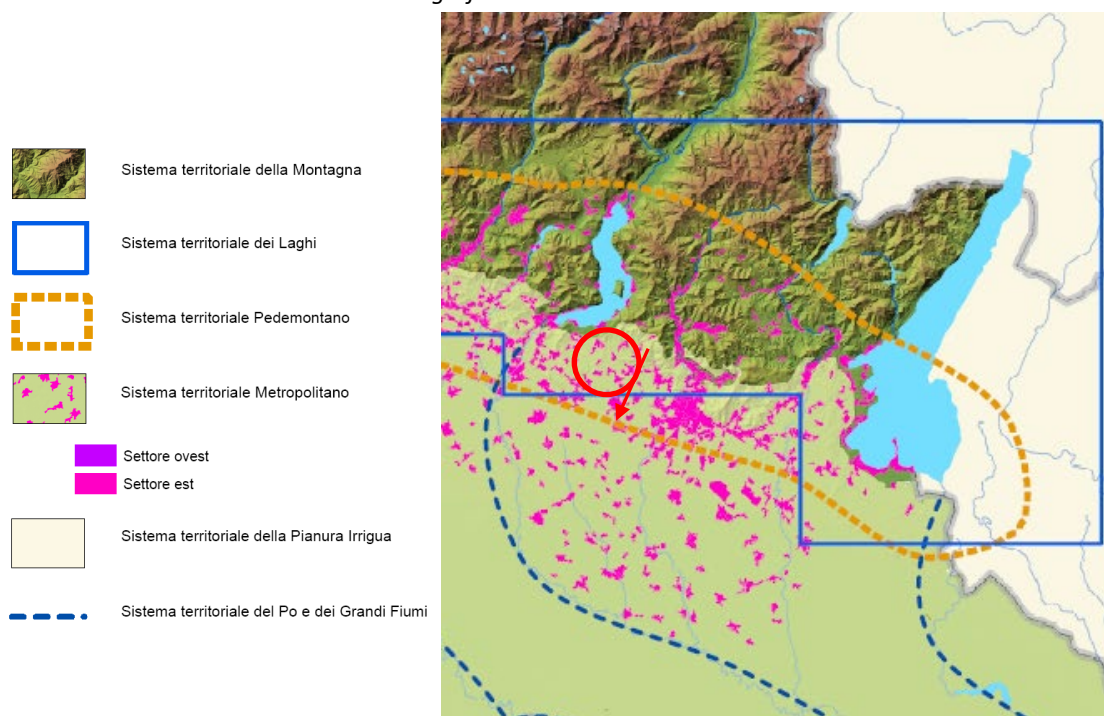 Sistema territoriale della Montagna
Sistema territoriale dei Laghi
Sistema territoriale Pedemontano
Sistema territoriale Metropolitano
Settore ovest
Settore est
Sistema territoriale della Pianura Irrigua
Sistema territoriale del Po e dei Grandi Fiumi